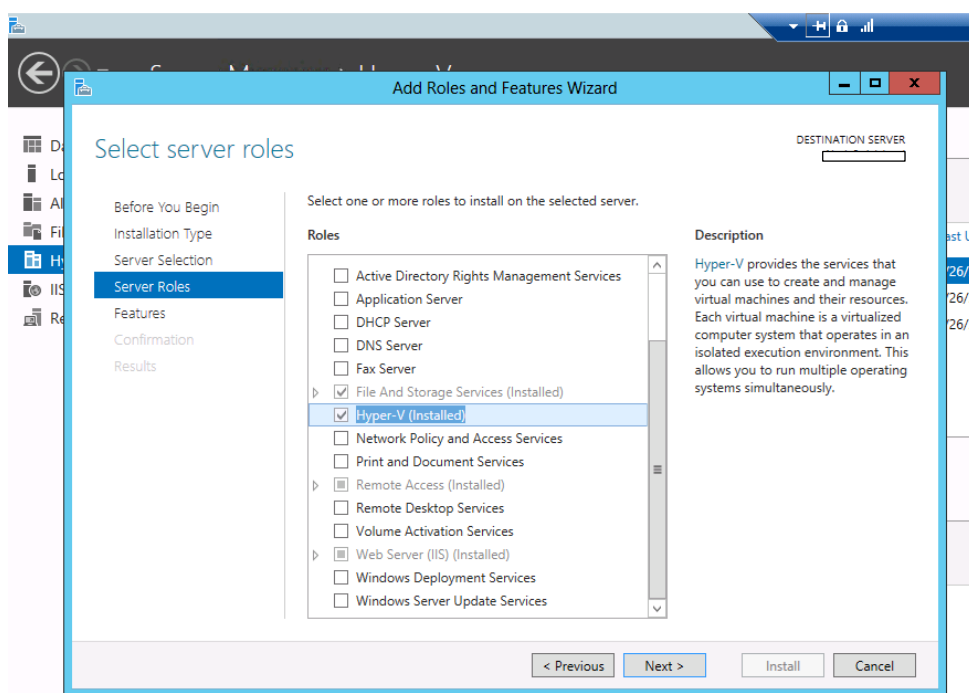 Add Roles and Features Wizard
Select server roles
DESTINATION SERVER
Before You Begin
Installation Type
Server Selection
Server Roles
Features
Confirmation
Results
Select one or more roles to install on the selected server.
Roles
Active Directory Rights Management Services
Application Server
DHCP Server
DNS Server
Fax Server
File And Storage Services (Installed)
Hyper-V (Installed)
Network Policy and Access Services
Print and Document Services
Remote Access (Installed)
Remote Desktop Services
Volume Activation Services
Web Server (IIS) (Installed)
Windows Deployment Services
Windows Server Update Services
Description
Hyper-V provides the services that
you can use to create and manage
virtual machines and their resources.
Each virtual machine is a virtualized
computer system that operates in an
isolated execution environment. This
allows you to run multiple operating
systems simultaneously.
< Previous
Next >
Install
Cancel
IIS
26/
26/
26/